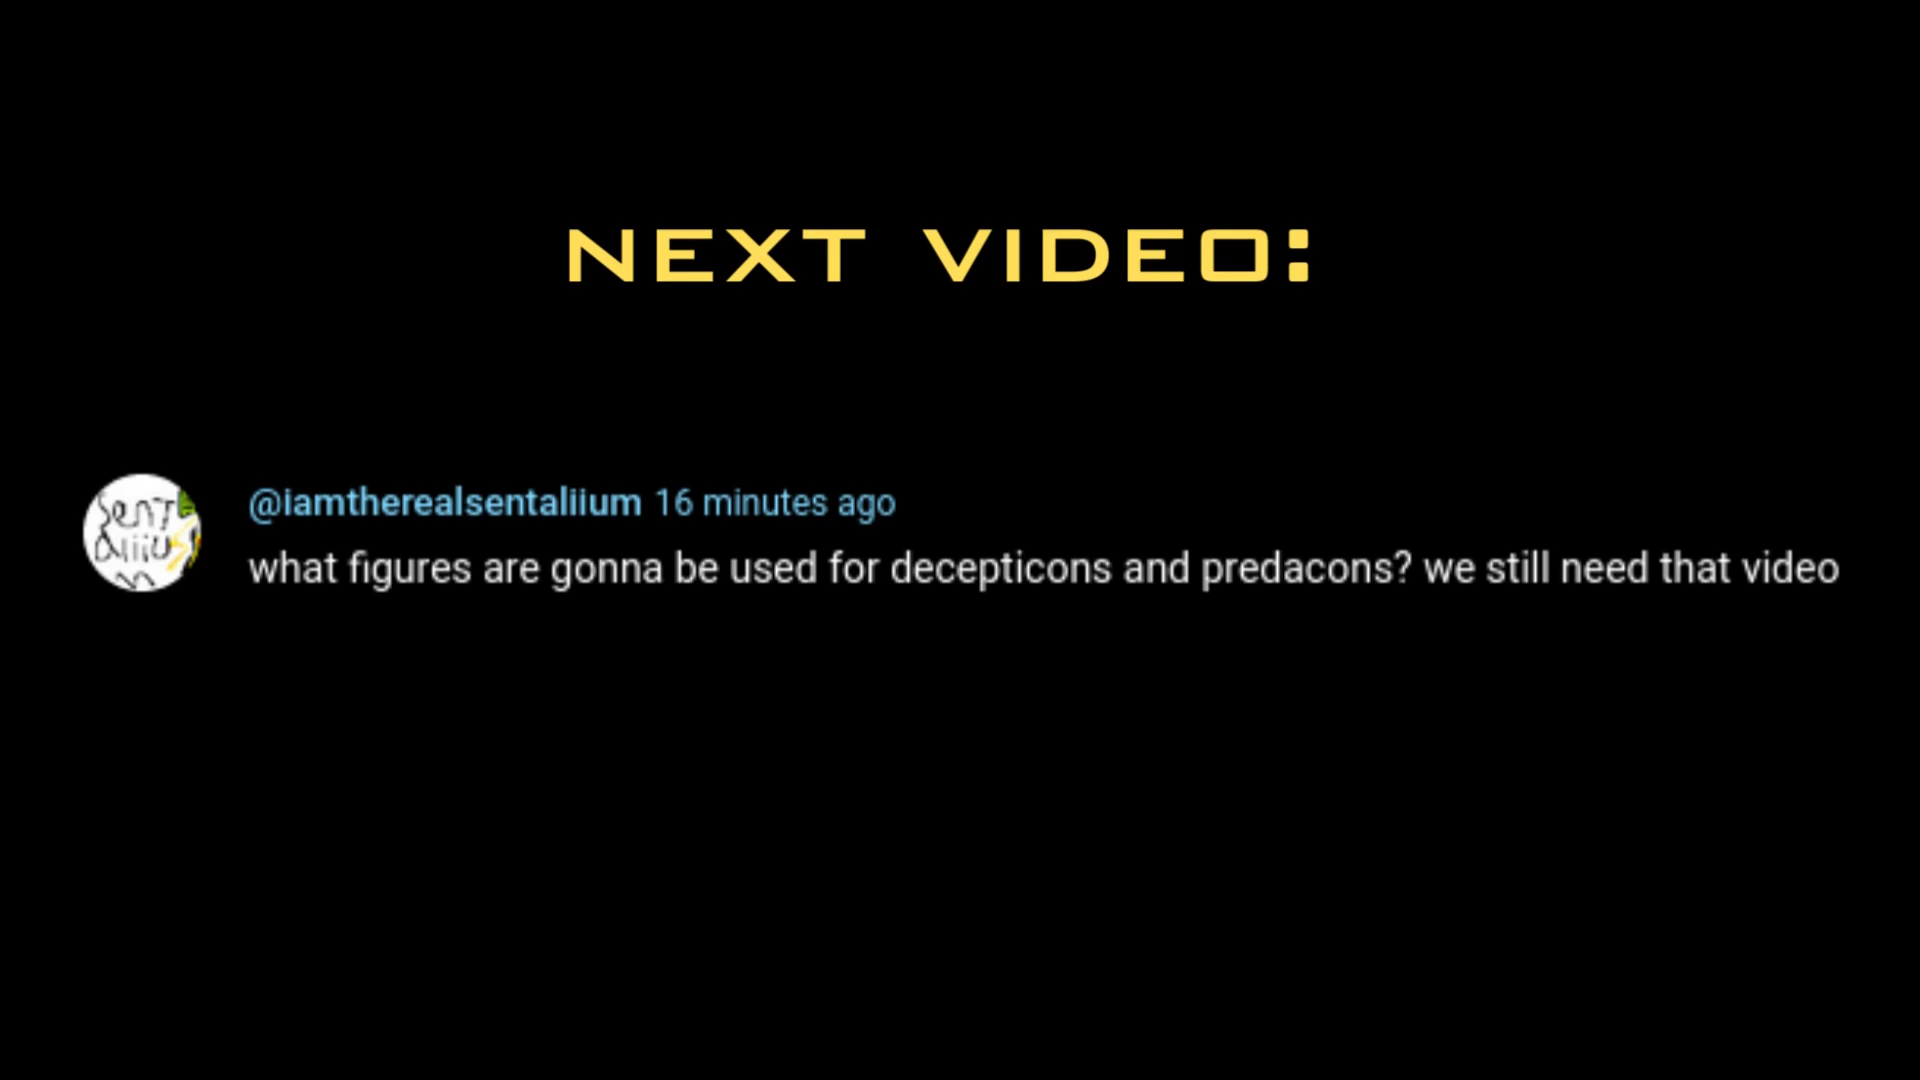 NEXT VIDEO:
@iamtherealsentaliium 16 minutes ago
what figures are gonna be used for decepticons and predacons? we still need that video